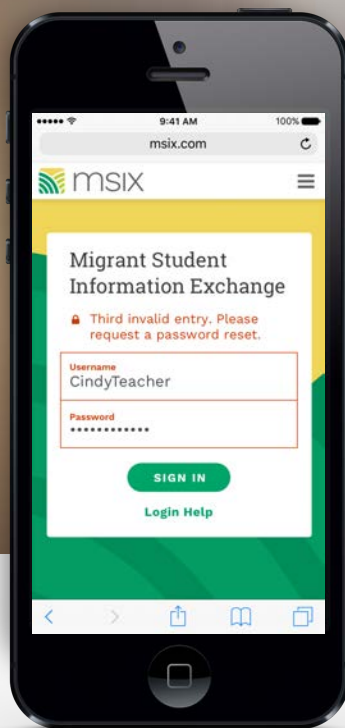 9:41 AM
100%
msix.com
msix
Migrant Student
Information Exchange
Third invalid entry. Please
request a password reset.
Username
CindyTeacher
Password
••••••••••••
SIGN IN
Login Help